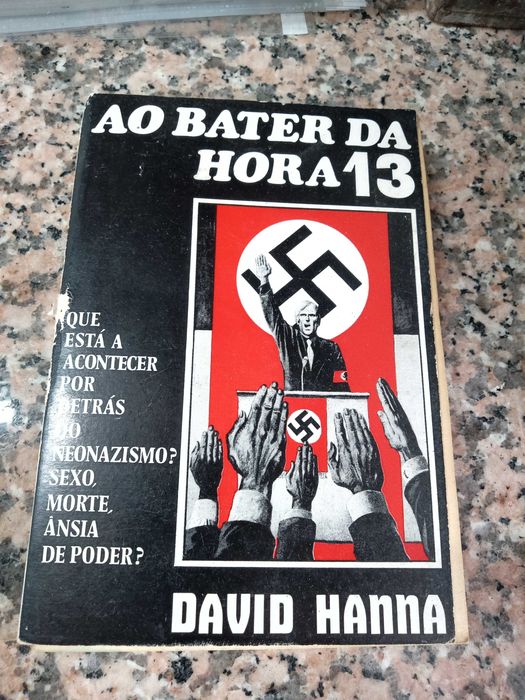 AO BATER DA
HORA 13
QUE
ESTÁ A
ACONTECER
POR
DETRÁS
DO
NEONAZISMO?
SEXO,
MORTE,
ÂNSIA
DE PODER?
DAVID HANNA